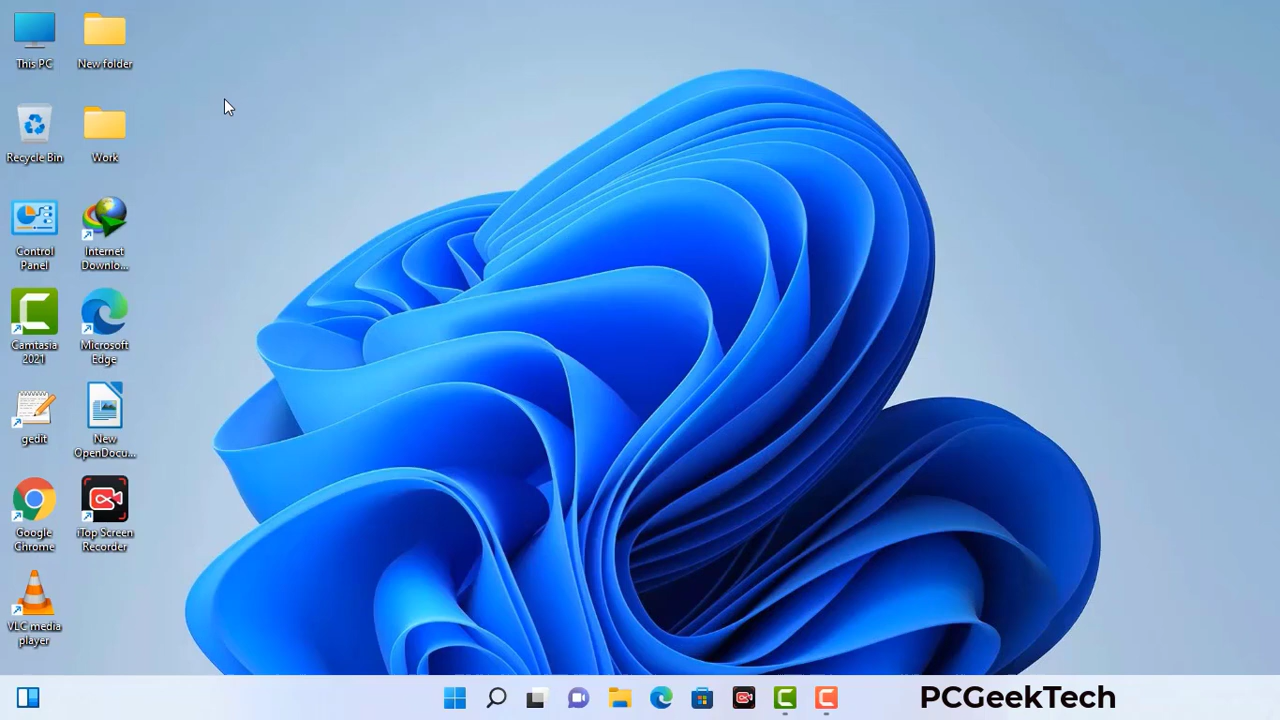 This PC
New folder
Recycle Bin
Work
Control
Panel
Internet
Downlo...
Camtasia
2021
Microsoft
Edge
gedit
New
OpenDocu...
Google
Chrome
iTop Screen
Recorder
VLC media
player
PCGeekTech